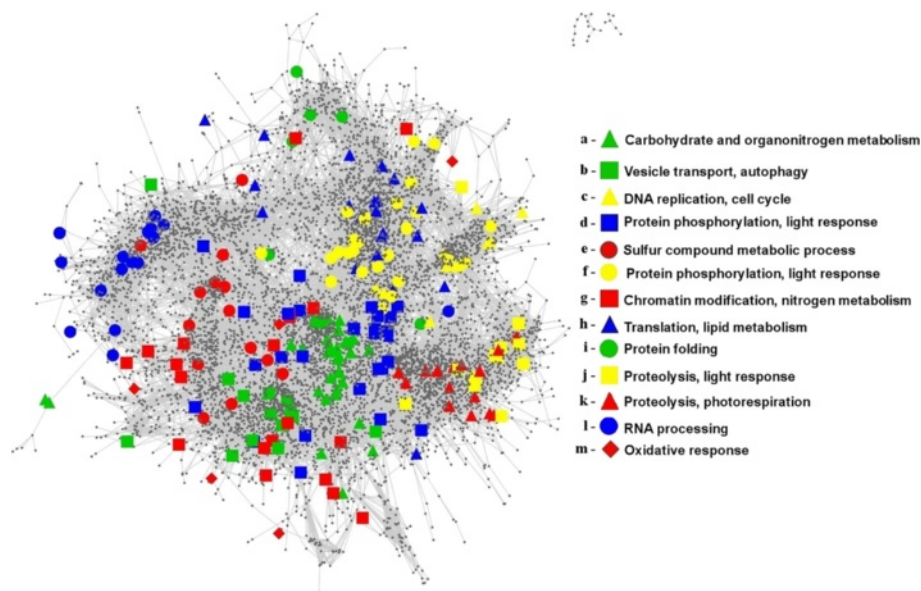 a - Carbohydrate and organonitrogen metabolism
b - Vesicle transport, autophagy
c - DNA replication, cell cycle
d - Protein phosphorylation, light response
e - Sulfur compound metabolic process
f - Protein phosphorylation, light response
g - Chromatin modification, nitrogen metabolism
h - Translation, lipid metabolism
i - Protein folding
j - Proteolysis, light response
k - Proteolysis, photorespiration
l - RNA processing
m - Oxidative response